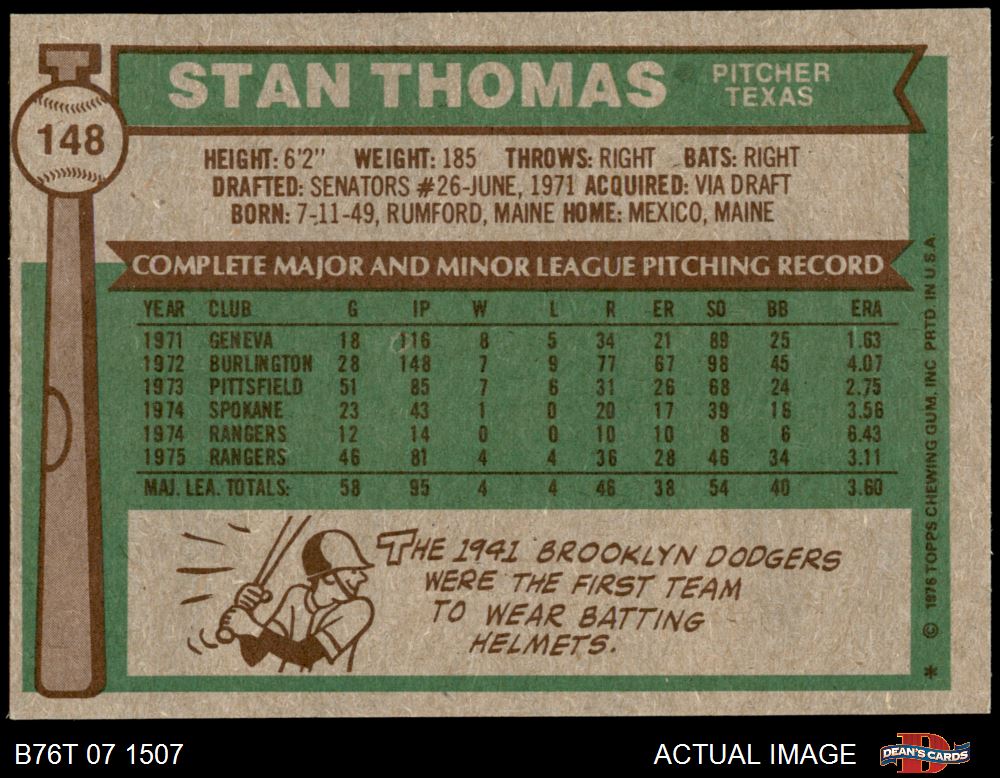 148
STAN THOMAS PITCHER
TEXAS
HEIGHT: 6'2" WEIGHT: 185 THROWS: RIGHT BATS: RIGHT
DRAFTED: SENATORS #26-JUNE, 1971 ACQUIRED: VIA DRAFT
BORN: 7-11-49, RUMFORD, MAINE HOME: MEXICO, MAINE
COMPLETE MAJOR AND MINOR LEAGUE PITCHING RECORD
YEAR CLUB G IP W L R ER SO BB ERA
1971 GENEVA 18 116 8 5 34 21 89 25 1.63
1972 BURLINGTON 28 148 7 9 77 67 98 45 4.07
1973 PITTSFIELD 51 85 7 6 31 26 68 24 2.75
1974 SPOKANE 23 43 1 0 20 17 39 16 3.56
1974 RANGERS 12 14 0 0 10 10 8 6 6.43
1975 RANGERS 46 81 4 4 36 28 46 34 3.11
MAJ. LEA. TOTALS: 58 95 4 4 46 38 54 40 3.60
THE 1941 BROOKLYN DODGERS
WERE THE FIRST TEAM
TO WEAR BATTING
HELMETS.
* © 1976 TOPPS CHEWING GUM, INC PRTD. IN U.S.A.
B76T 07 1507 ACTUAL IMAGE DEAN'S CARDS